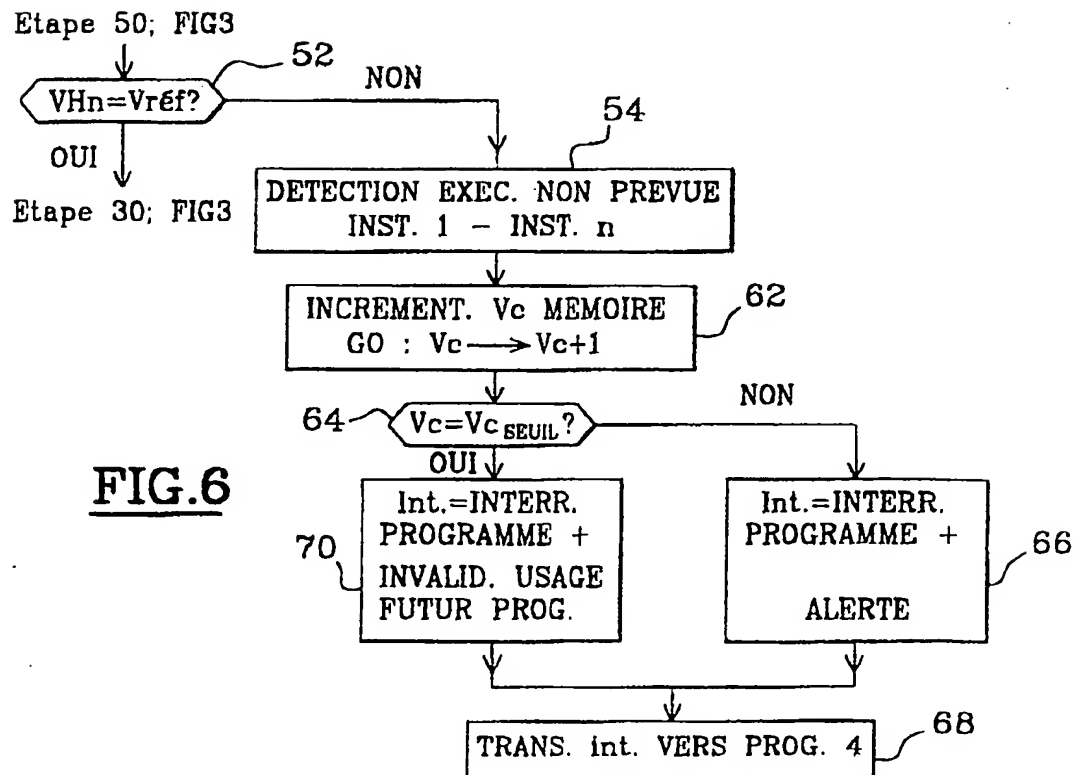 Etape 50; FIG3
52
VHn=Vréf?
NON
OUI
54
Etape 30; FIG3
DETECTION EXEC. NON PREVUE
INST. 1 – INST. n
INCREMENT. Vc MEMOIRE
GO : Vc → Vc+1
62
64
Vc=VcSEUIL?
NON
OUI
FIG.6
Int.=INTERR.
PROGRAMME +
INVALID. USAGE
FUTUR PROG.
70
Int.=INTERR.
PROGRAMME +
ALERTE
66
TRANS. int. VERS PROG. 4
68